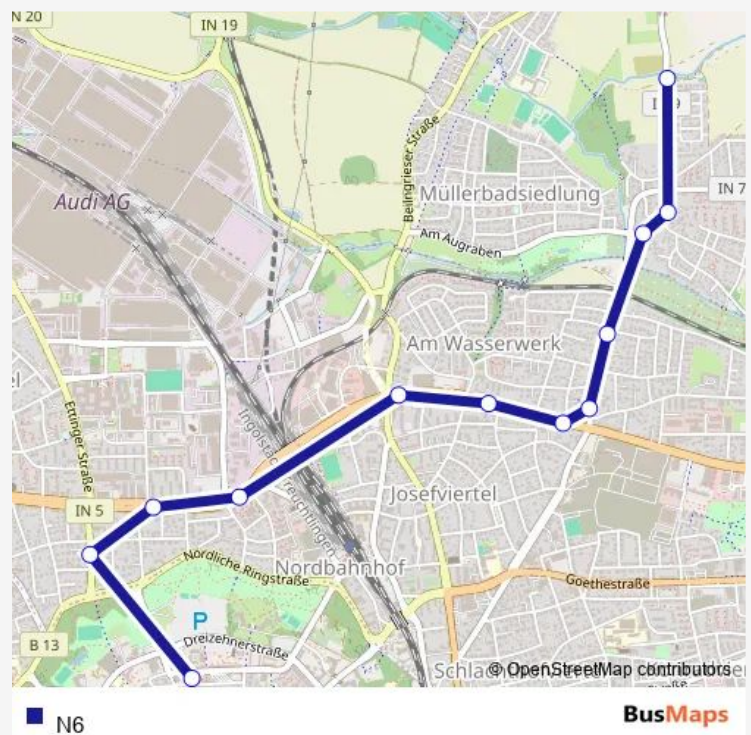 N 20
IN 19
Audi AG
Beilngrieser Straße
Müllerbadsiedlung
IN 7
Am Augraben
Am Wasserwerk
Ettinger Straße
IN 5
Josefviertel
Nordbahnhof
Nördliche Ringstraße
Goethestraße
P
B 13
Dreizehnerstraße
© OpenStreetMap contributors
N6
BusMaps